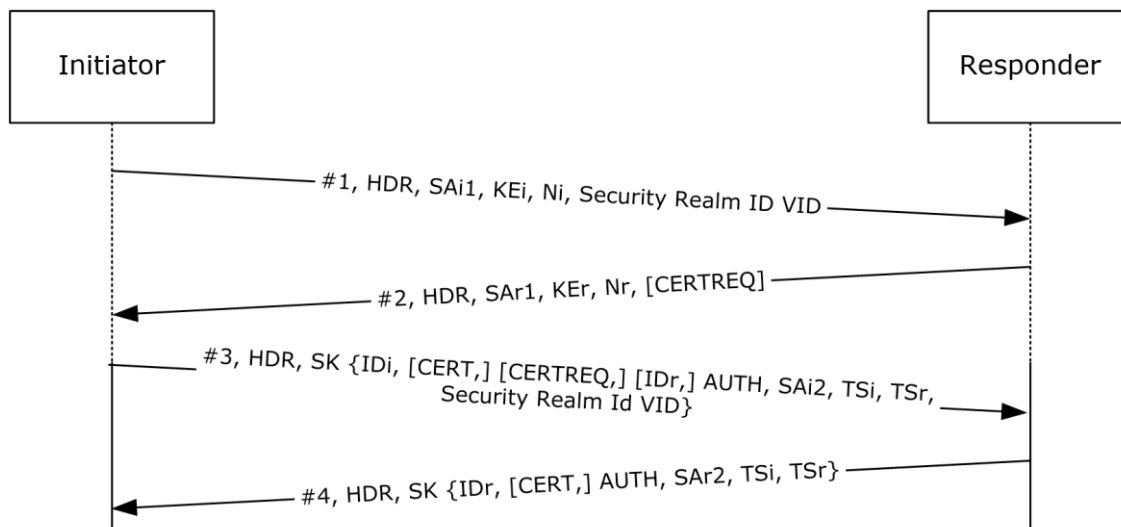 Initiator
Responder
#1, HDR, SAi1, KEi, Ni, Security Realm ID VID
#2, HDR, SAr1, KEr, Nr, [CERTREQ]
#3, HDR, SK {IDi, [CERT,] [CERTREQ,] [IDr,] AUTH, SAi2, TSi, TSr,
Security Realm Id VID}
#4, HDR, SK {IDr, [CERT,] AUTH, SAr2, TSi, TSr}